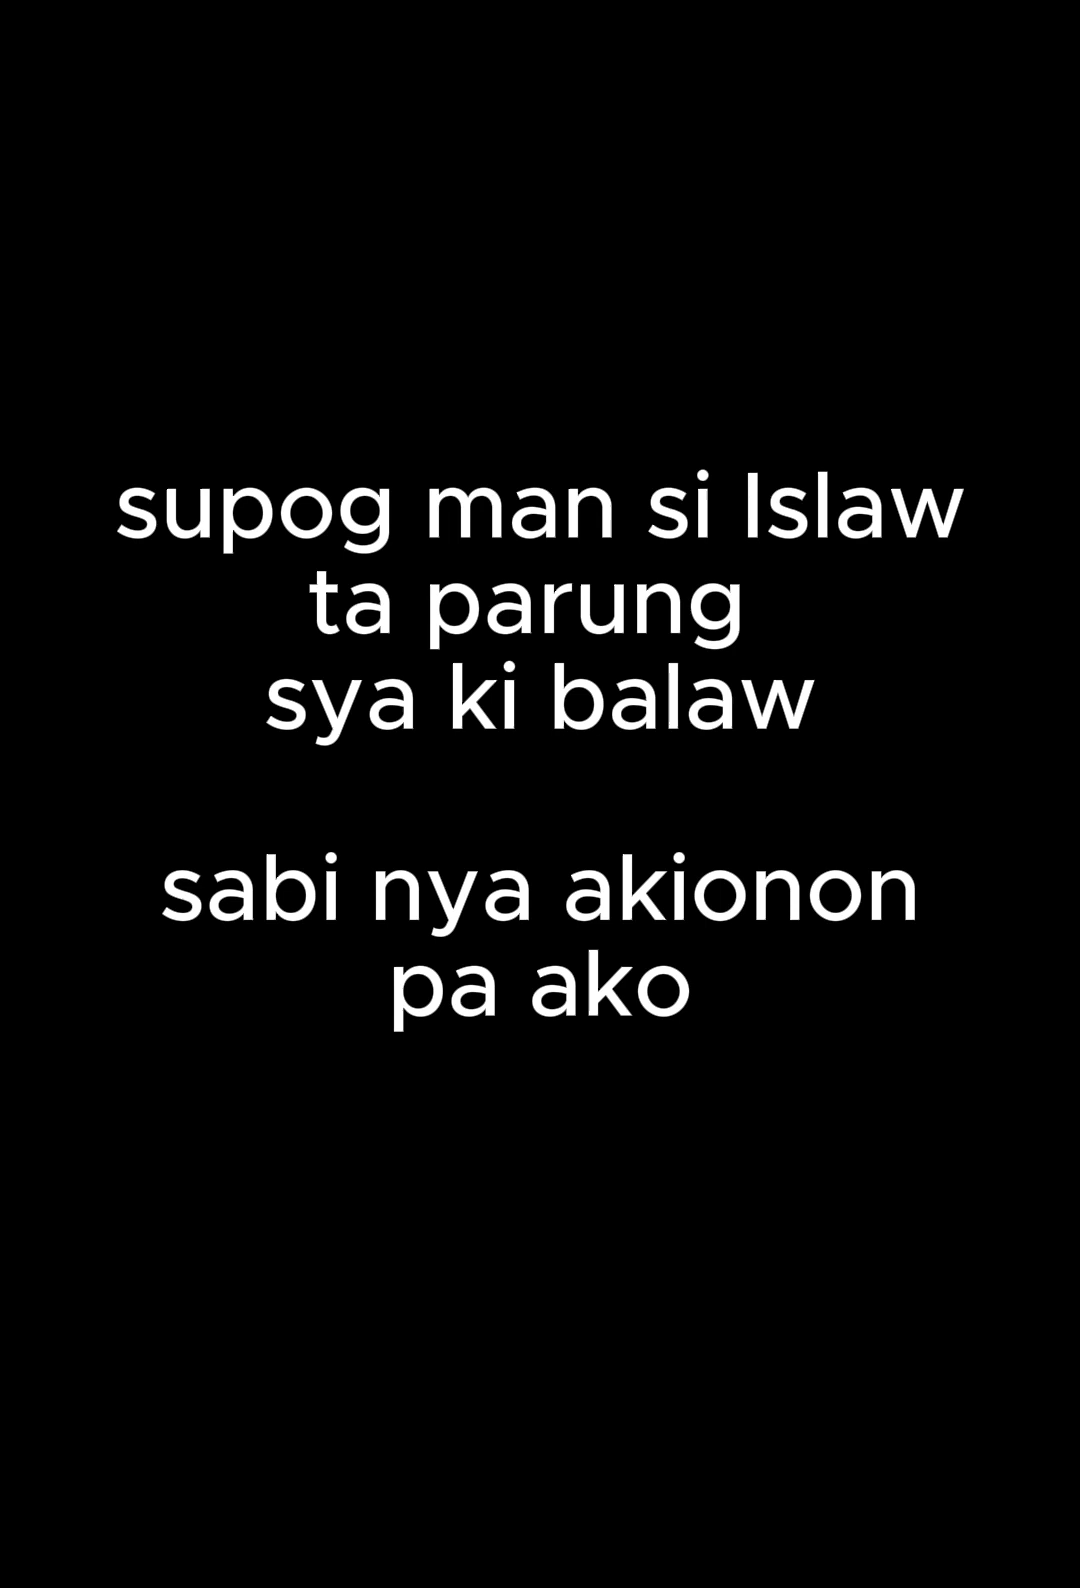 supog man si Islaw
ta parung
sya ki balaw
sabi nya akionon
pa ako